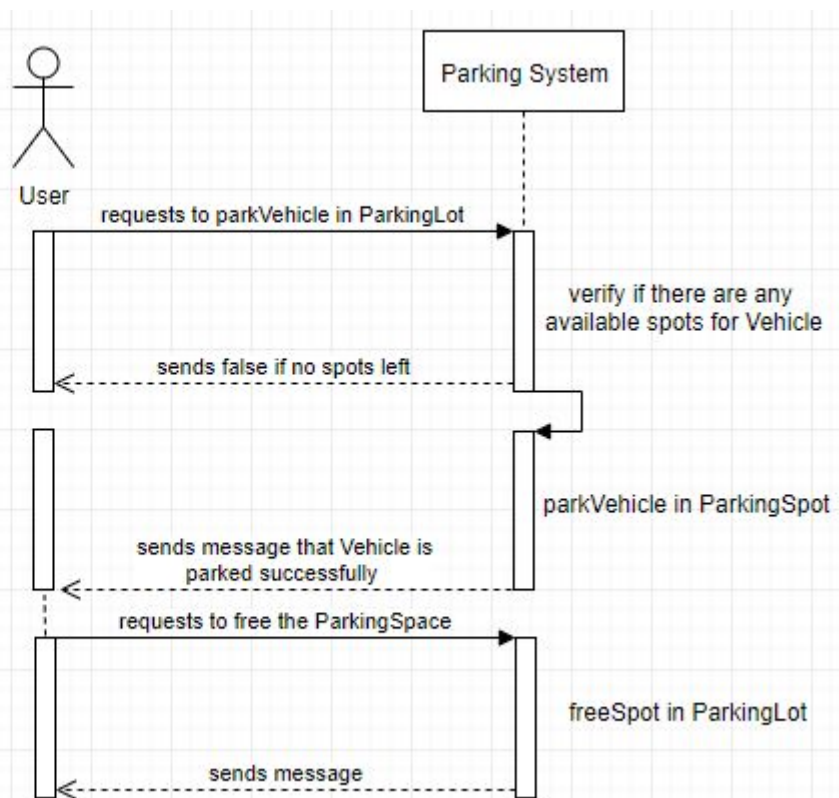 Parking System
User
requests to parkVehicle in ParkingLot
verify if there are any
available spots for Vehicle
sends false if no spots left
parkVehicle in ParkingSpot
sends message that Vehicle is
parked successfully
requests to free the ParkingSpace
freeSpot in ParkingLot
sends message